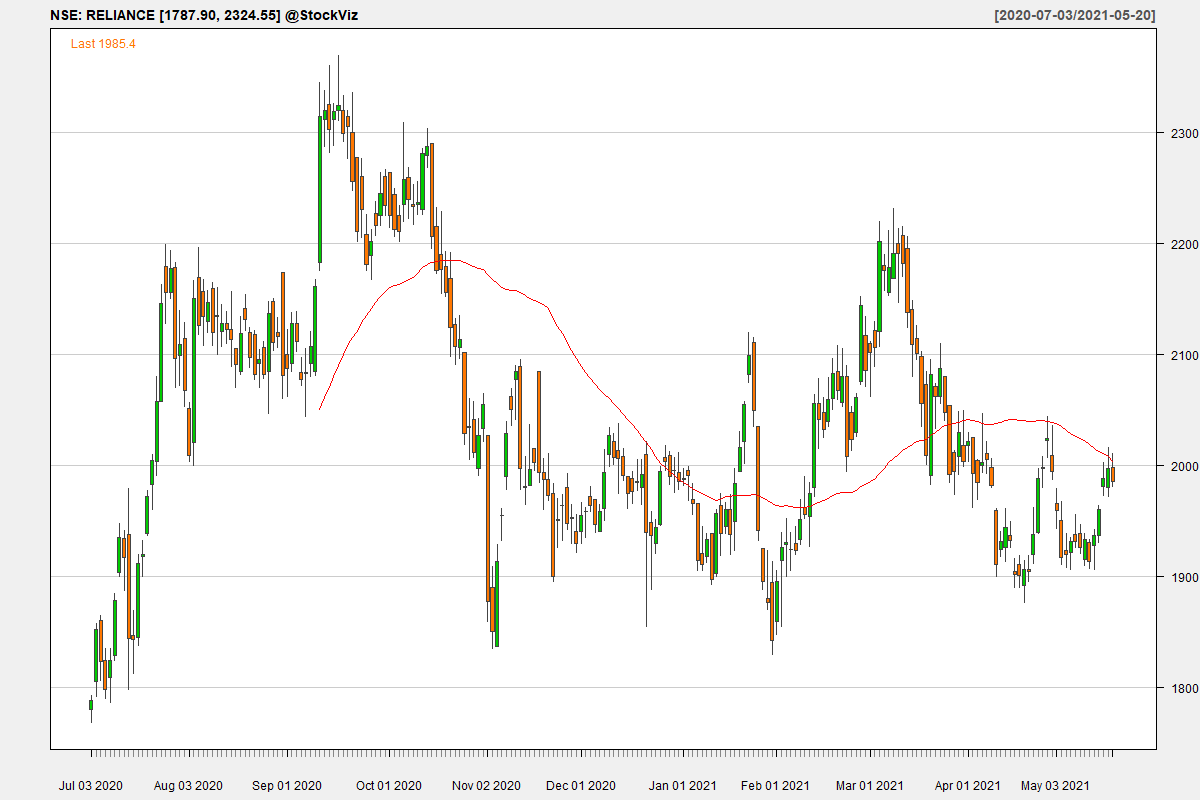 NSE: RELIANCE [1787.90, 2324.55] @StockViz
[2020-07-03/2021-05-20]
Last 1985.4
2300
2200
2100
2000
1900
1800
Jul 03 2020 Aug 03 2020 Sep 01 2020 Oct 01 2020 Nov 02 2020 Dec 01 2020 Jan 01 2021 Feb 01 2021 Mar 01 2021 Apr 01 2021 May 03 2021